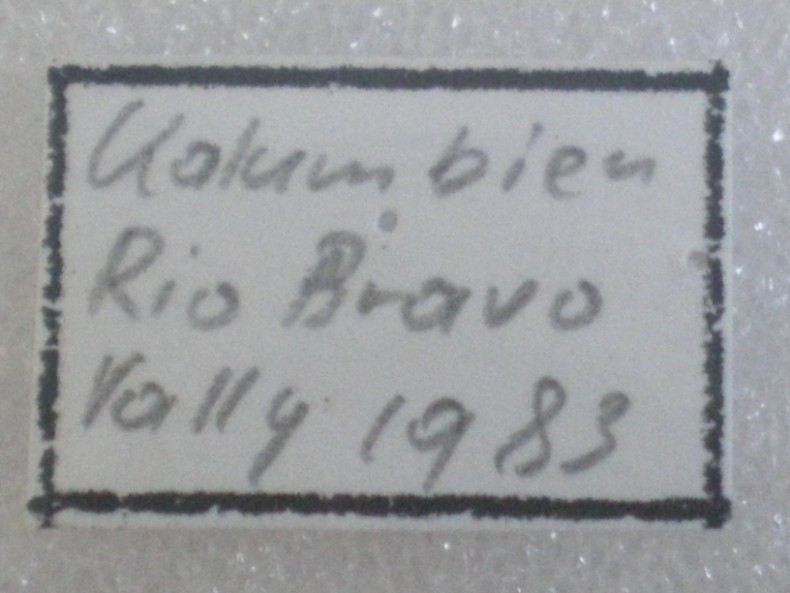 Kolumbien
Rio Bravo
Vally 1983